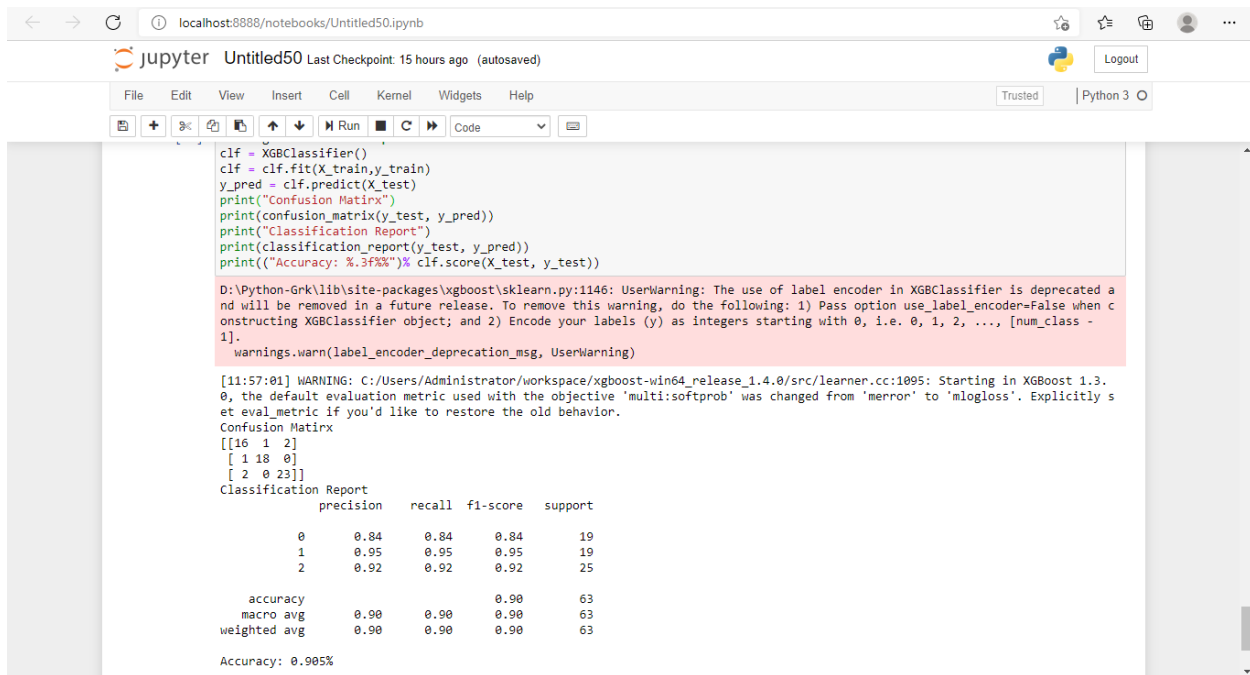 localhost:8888/notebooks/Untitled50.ipynb
jupyter Untitled50 Last Checkpoint: 15 hours ago (autosaved)
Logout
File Edit View Insert Cell Kernel Widgets Help
Trusted
Python 3
Run
Code
clf = XGBClassifier()
clf = clf.fit(X_train,y_train)
y_pred = clf.predict(X_test)
print("Confusion Matirx")
print(confusion_matrix(y_test, y_pred))
print("Classification Report")
print(classification_report(y_test, y_pred))
print(("Accuracy: %.3f%%")% clf.score(X_test, y_test))
D:\Python-Grk\lib\site-packages\xgboost\sklearn.py:1146: UserWarning: The use of label encoder in XGBClassifier is deprecated a
nd will be removed in a future release. To remove this warning, do the following: 1) Pass option use_label_encoder=False when c
onstructing XGBClassifier object; and 2) Encode your labels (y) as integers starting with 0, i.e. 0, 1, 2, ..., [num_class -
1].
warnings.warn(label_encoder_deprecation_msg, UserWarning)
[11:57:01] WARNING: C:/Users/Administrator/workspace/xgboost-win64_release_1.4.0/src/learner.cc:1095: Starting in XGBoost 1.3.
0, the default evaluation metric used with the objective 'multi:softprob' was changed from 'merror' to 'mlogloss'. Explicitly s
et eval_metric if you'd like to restore the old behavior.
Confusion Matirx
[[16 1 2]
[ 1 18 0]
[ 2 0 23]]
Classification Report
precision recall f1-score support
0 0.84 0.84 0.84 19
1 0.95 0.95 0.95 19
2 0.92 0.92 0.92 25
accuracy 0.90 63
macro avg 0.90 0.90 0.90 63
weighted avg 0.90 0.90 0.90 63
Accuracy: 0.905%